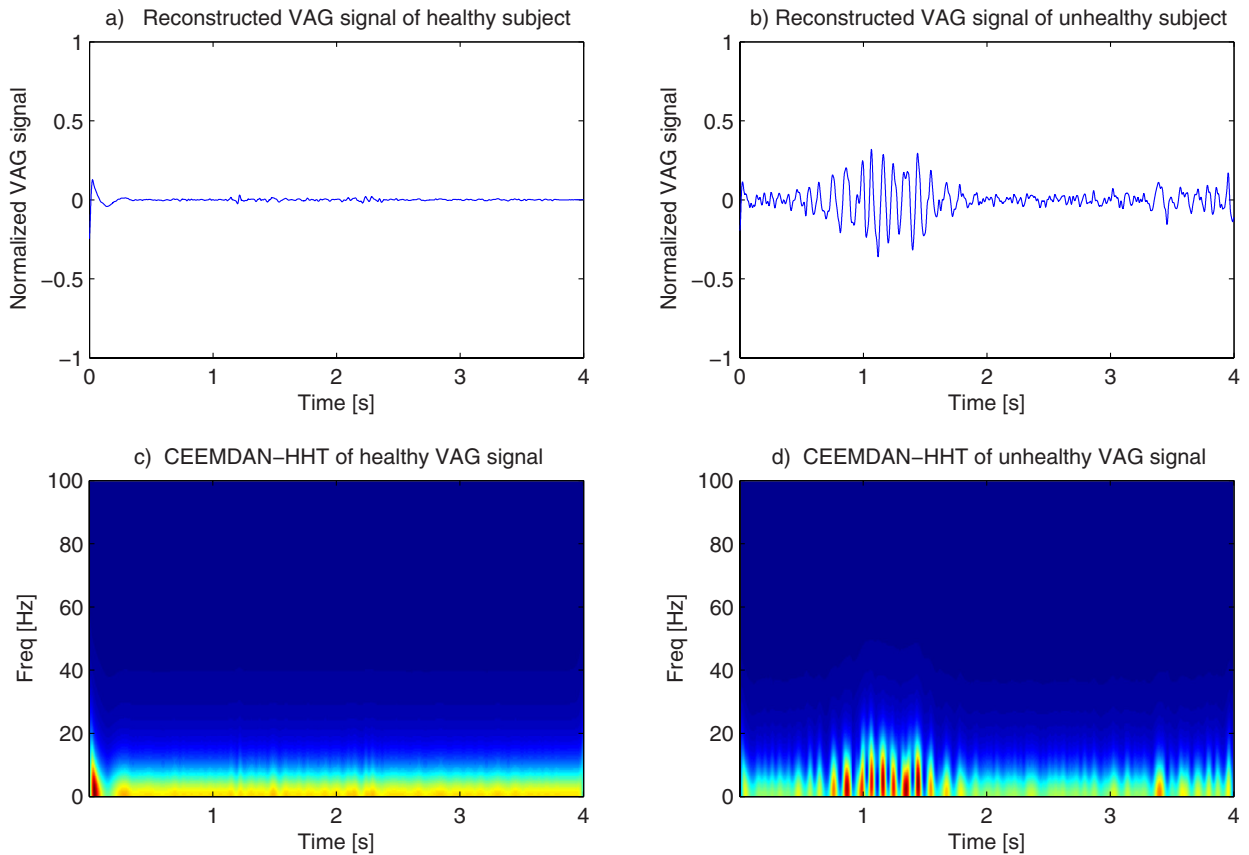 a) Reconstructed VAG signal of healthy subject
1
0.5
0
−0.5
−1
Normalized VAG signal
0 1 2 3 4
Time [s]
b) Reconstructed VAG signal of unhealthy subject
1
0.5
0
−0.5
−1
Normalized VAG signal
0 1 2 3 4
Time [s]
c) CEEMDAN−HHT of healthy VAG signal
100
80
60
40
20
0
Freq [Hz]
1 2 3 4
Time [s]
d) CEEMDAN−HHT of unhealthy VAG signal
100
80
60
40
20
0
Freq [Hz]
1 2 3 4
Time [s]